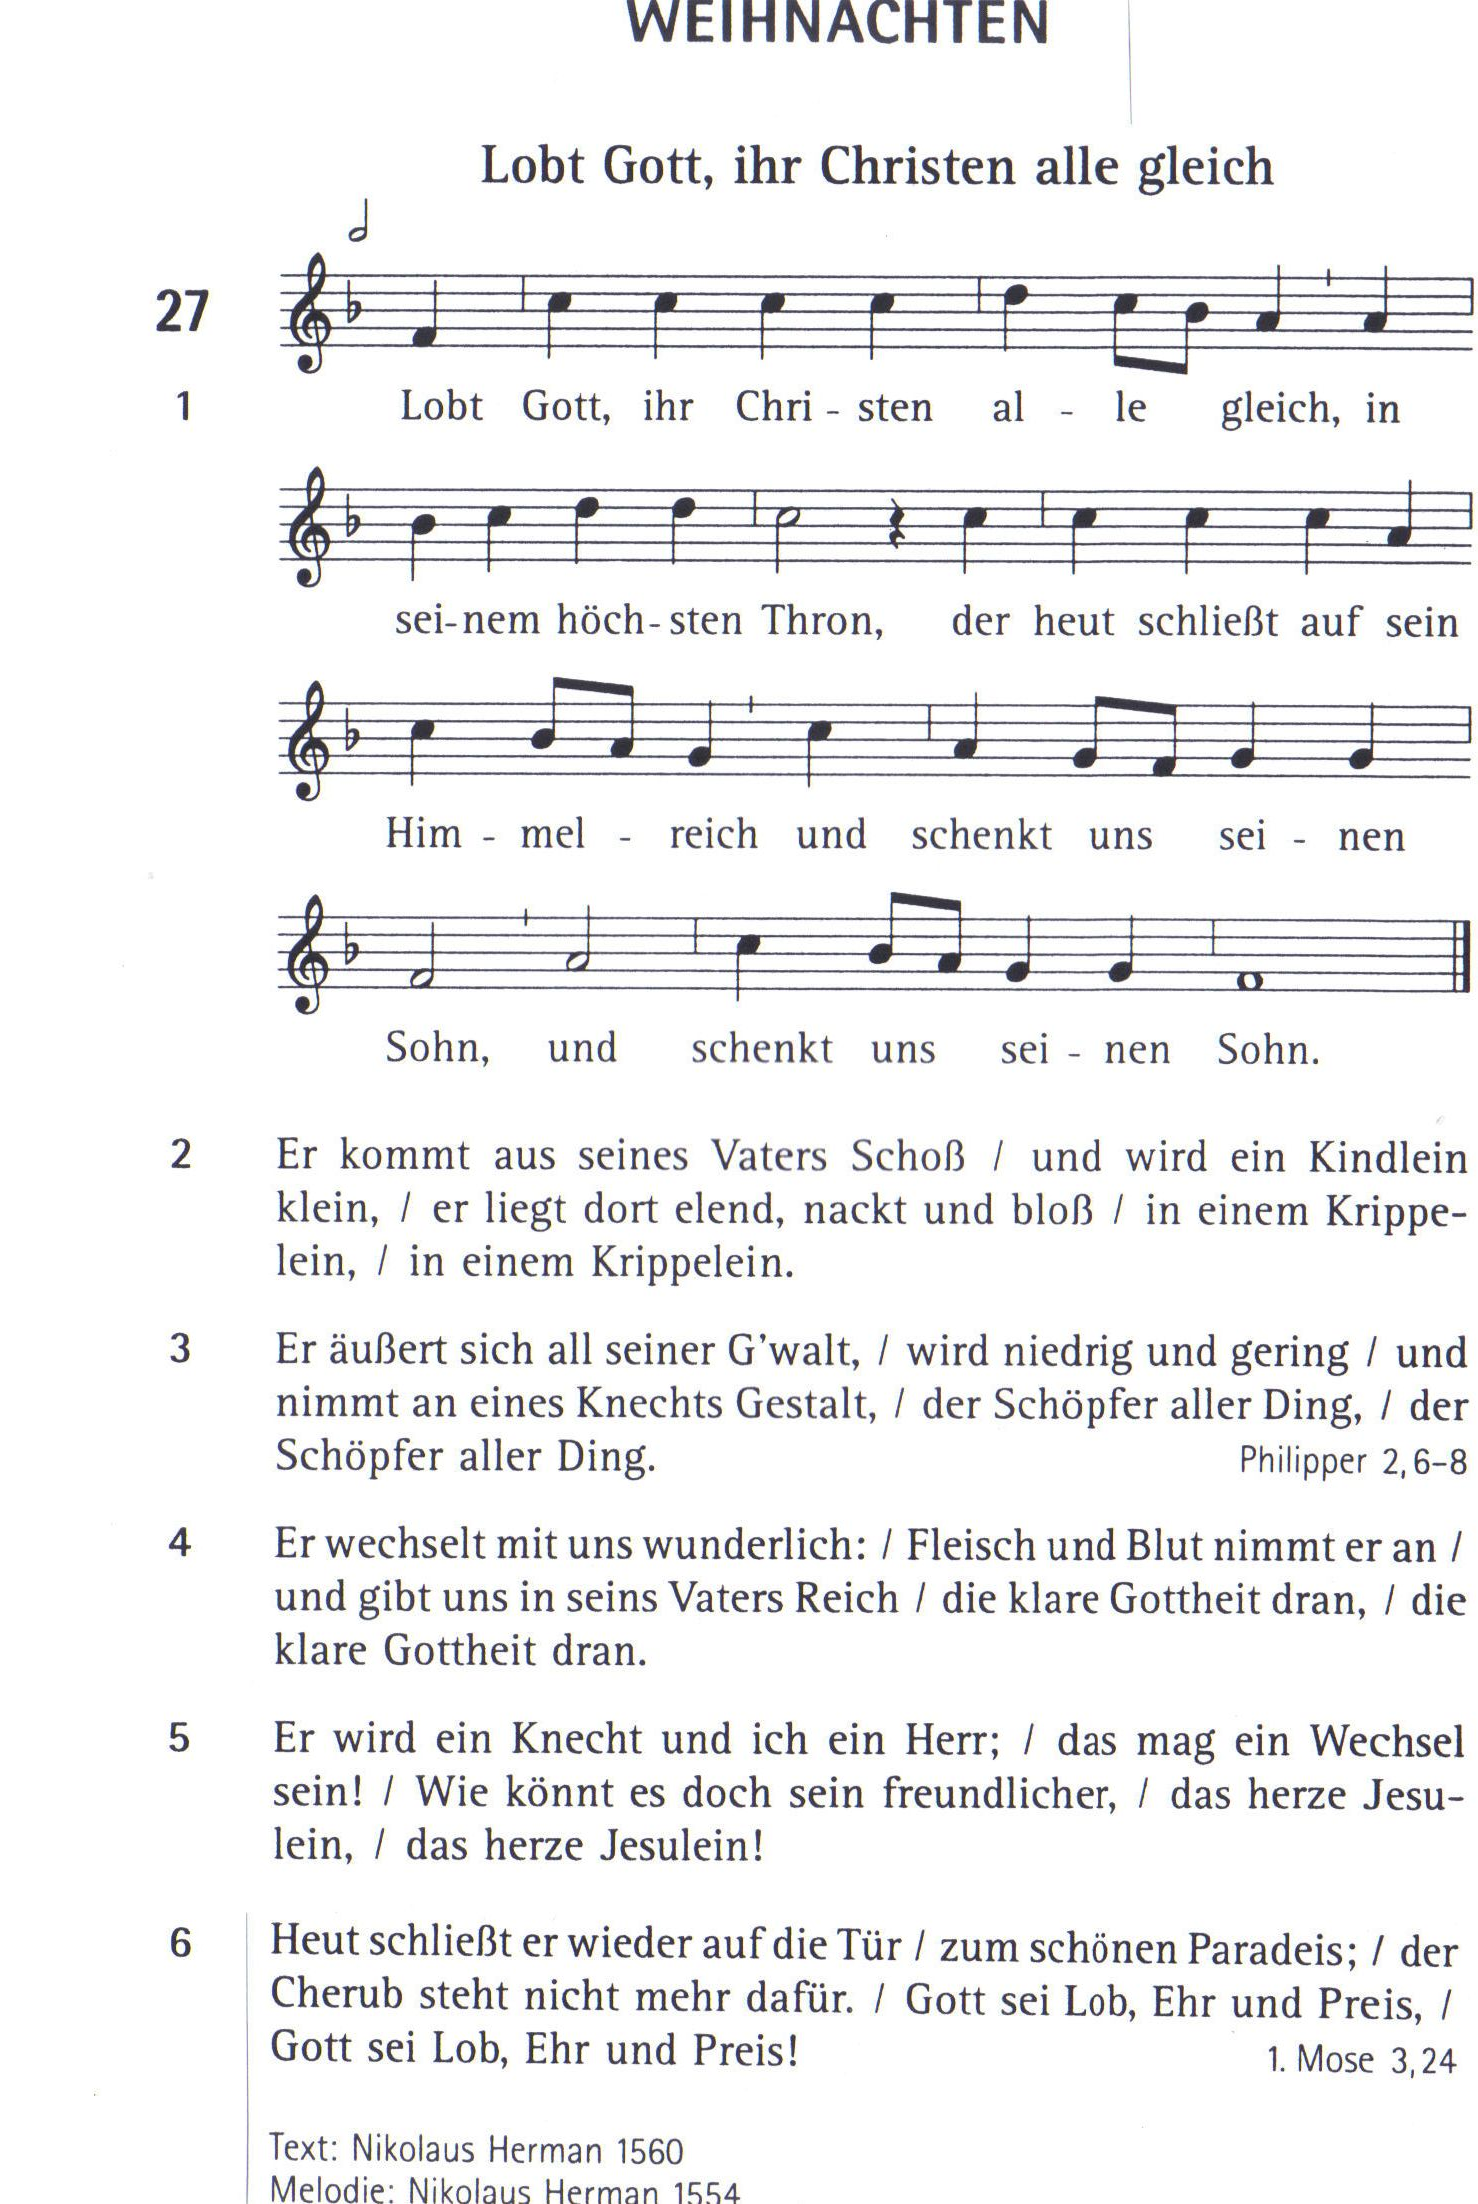 WEIHNACHTEN
Lobt Gott, ihr Christen alle gleich
27
1 Lobt Gott, ihr Chri - sten al - le gleich, in
sei-nem höch-sten Thron, der heut schließt auf sein
Him - mel - reich und schenkt uns sei - nen
Sohn, und schenkt uns sei - nen Sohn.
2 Er kommt aus seines Vaters Schoß / und wird ein Kindlein
klein, / er liegt dort elend, nackt und bloß / in einem Krippe-
lein, / in einem Krippelein.
3 Er äußert sich all seiner G’walt, / wird niedrig und gering / und
nimmt an eines Knechts Gestalt, / der Schöpfer aller Ding, / der
Schöpfer aller Ding. Philipper 2,6–8
4 Er wechselt mit uns wunderlich: / Fleisch und Blut nimmt er an /
und gibt uns in seins Vaters Reich / die klare Gottheit dran, / die
klare Gottheit dran.
5 Er wird ein Knecht und ich ein Herr; / das mag ein Wechsel
sein! / Wie könnt es doch sein freundlicher, / das herze Jesu-
lein, / das herze Jesulein!
6 Heut schließt er wieder auf die Tür / zum schönen Paradeis; / der
Cherub steht nicht mehr dafür. / Gott sei Lob, Ehr und Preis, /
Gott sei Lob, Ehr und Preis! 1. Mose 3,24
Text: Nikolaus Herman 1560
Melodie: Nikolaus Herman 1554